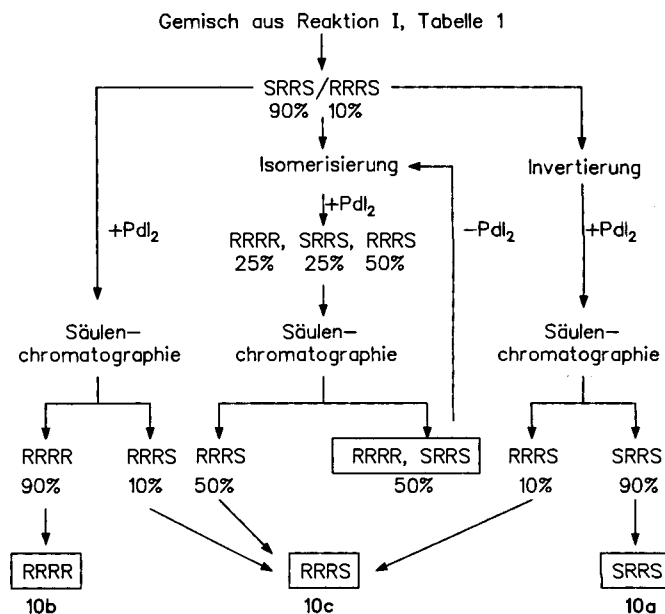 Gemisch aus Reaktion I, Tabelle 1
SRRS/RRRS
90% 10%
Isomerisierung
Invertierung
+PdI₂
+PdI₂
-PdI₂
+PdI₂
RRRR, SRRS, RRRS
25% 25% 50%
Säulen-
chromatographie
Säulen-
chromatographie
Säulen-
chromatographie
RRRR
90%
RRRS
10%
RRRS
50%
RRRR, SRRS
50%
RRRS
10%
SRRS
90%
RRRR
10b
RRRS
10c
SRRS
10a